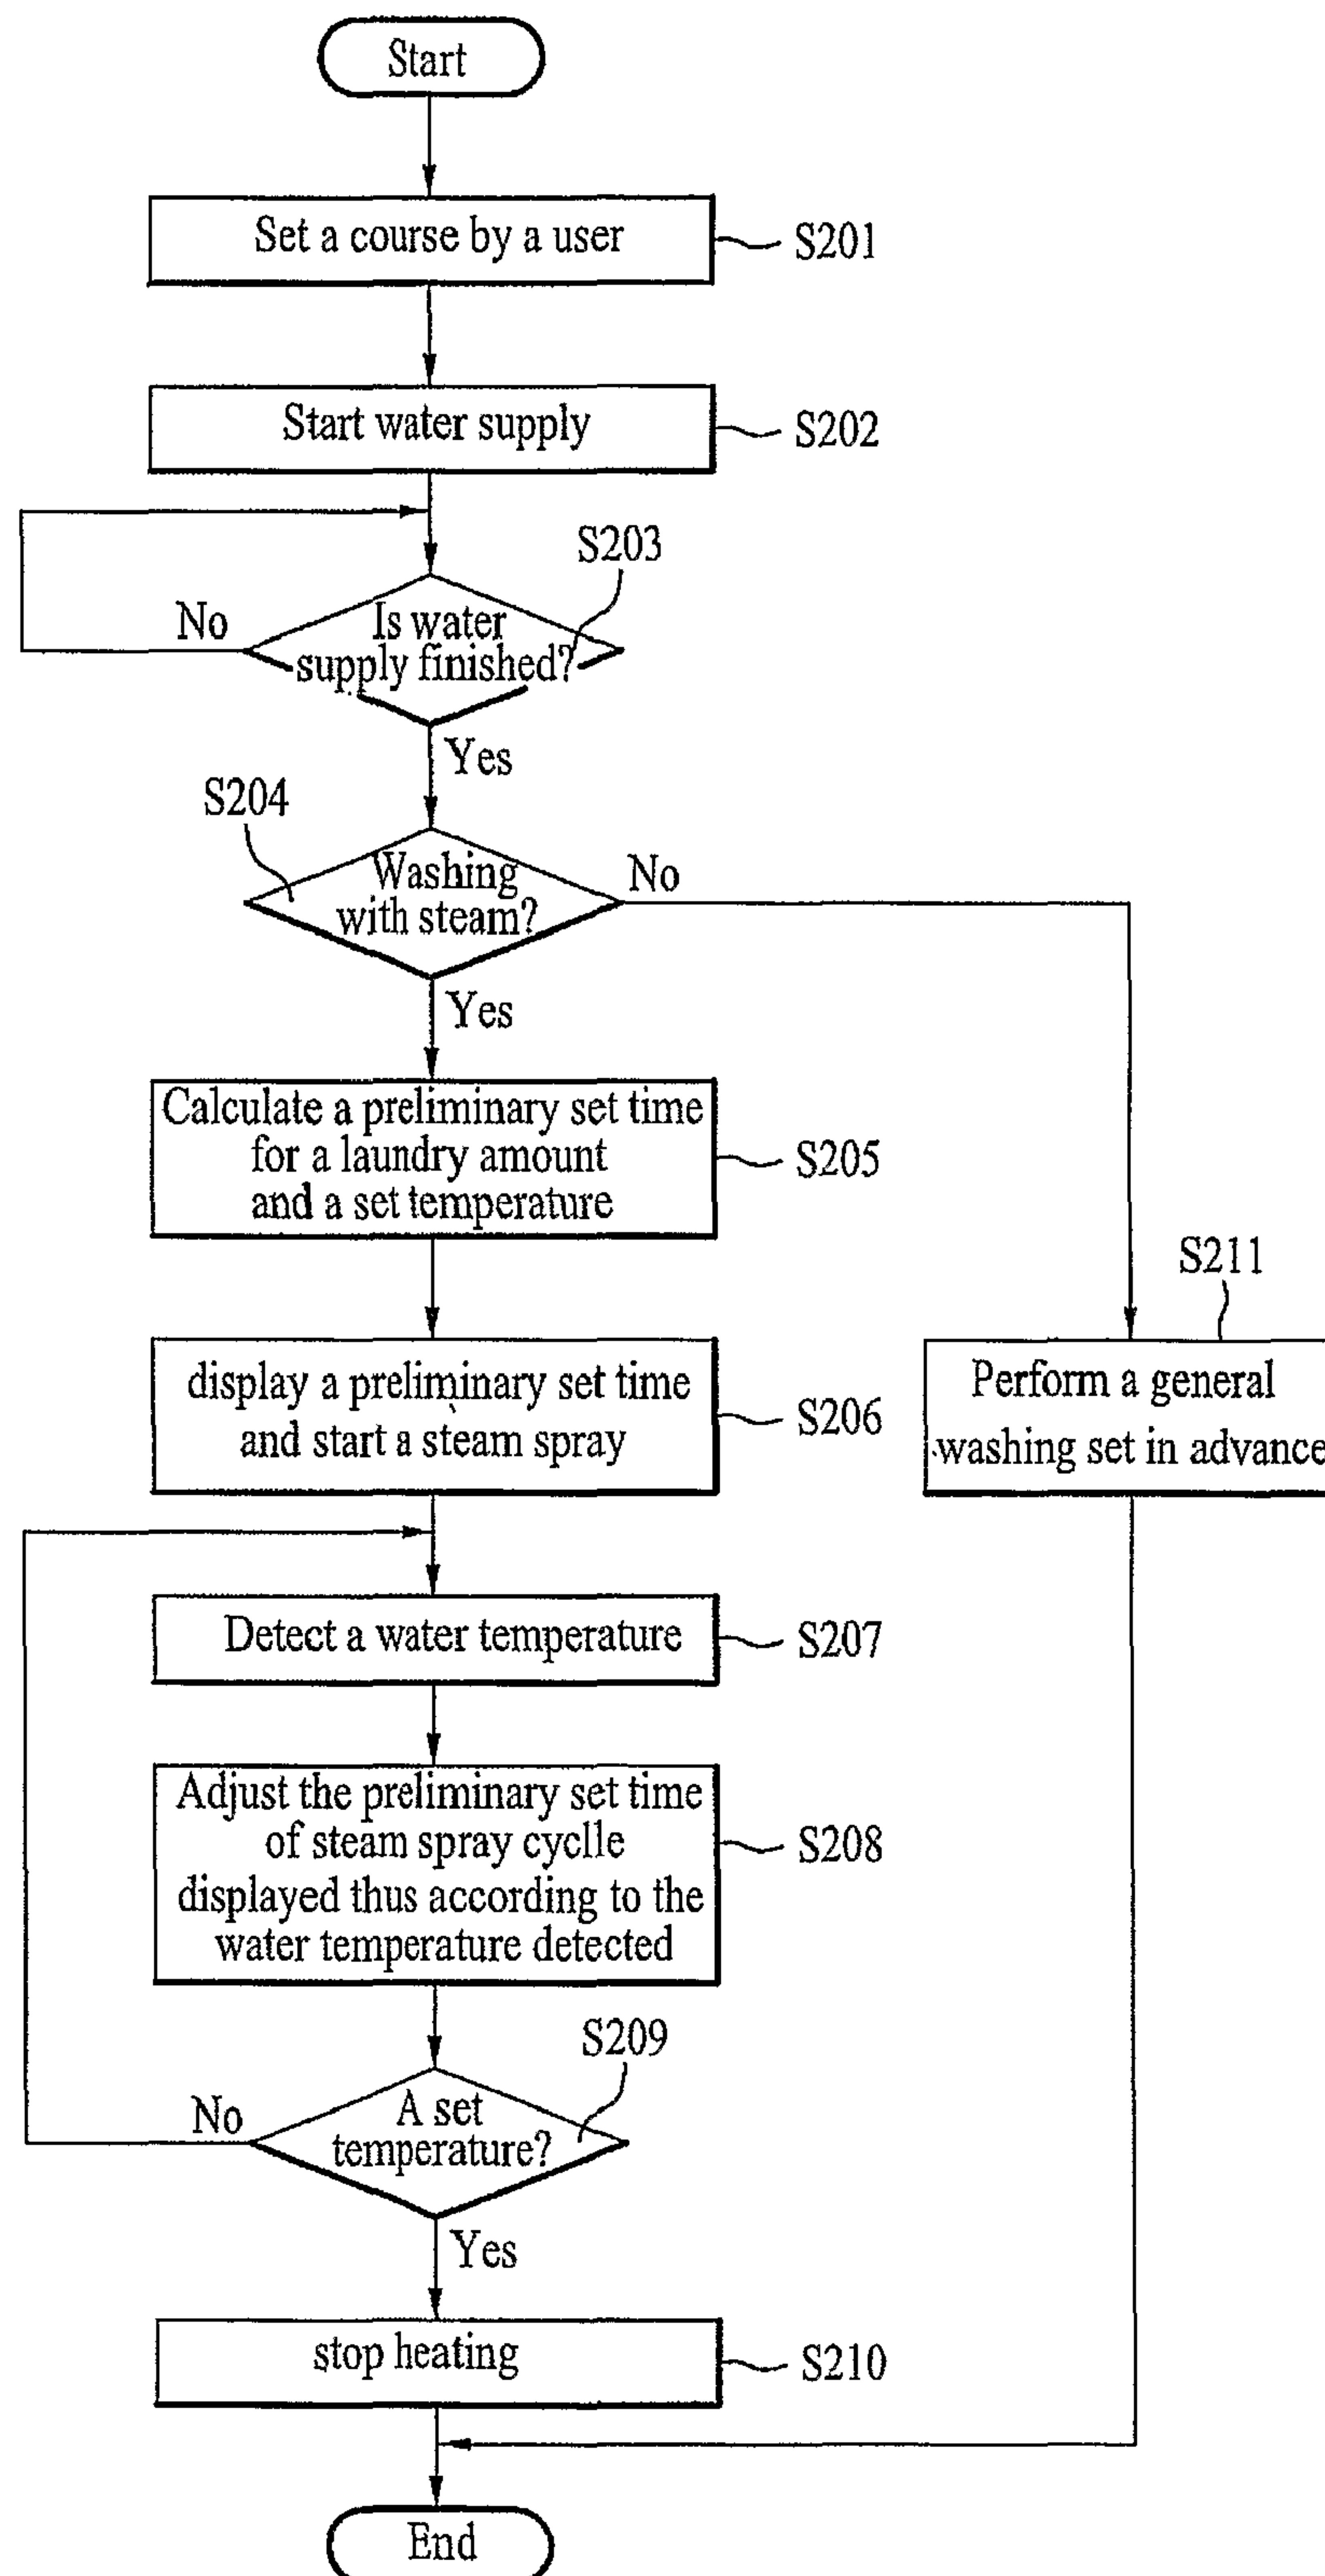 Start
Set a course by a user
S201
Start water supply
S202
S203
Is water
supply finished?
No
Yes
S204
Washing
with steam?
No
Yes
Calculate a preliminary set time
for a laundry amount
and a set temperature
S205
display a preliminary set time
and start a steam spray
S206
S211
Perform a general
washing set in advance
Detect a water temperature
S207
Adjust the preliminary set time
of steam spray cyclle
displayed thus according to the
water temperature detected
S208
S209
A set
temperature?
No
Yes
stop heating
S210
End